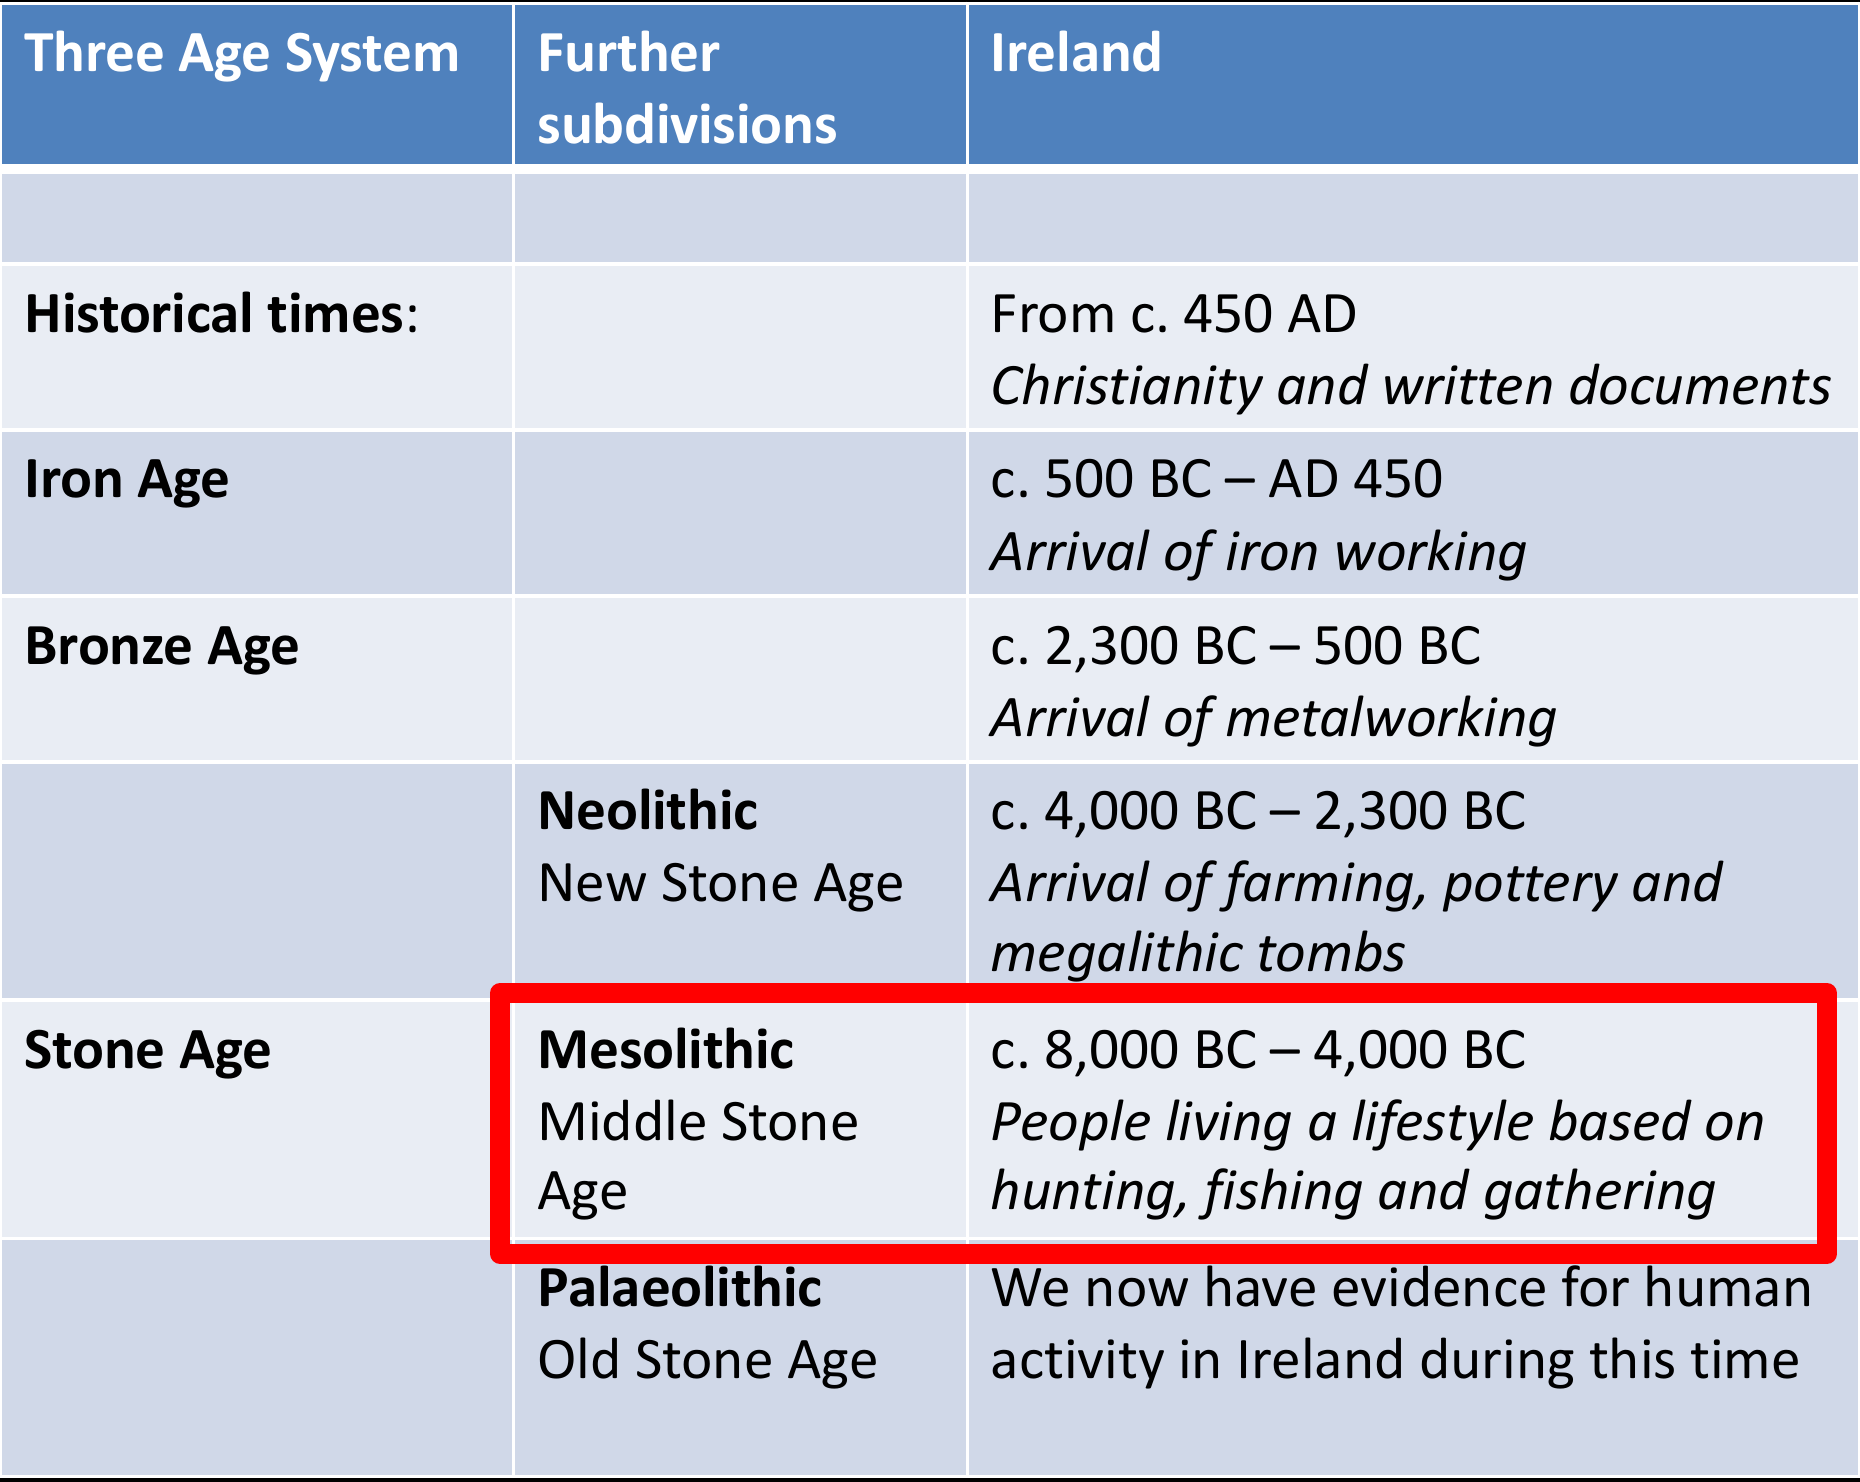 Three Age System
Further
subdivisions
Ireland
Historical times:
From c. 450 AD
Christianity and written documents
Iron Age
c. 500 BC – AD 450
Arrival of iron working
Bronze Age
c. 2,300 BC – 500 BC
Arrival of metalworking
Neolithic
New Stone Age
c. 4,000 BC – 2,300 BC
Arrival of farming, pottery and
megalithic tombs
Stone Age
Mesolithic
Middle Stone
Age
c. 8,000 BC – 4,000 BC
People living a lifestyle based on
hunting, fishing and gathering
Palaeolithic
Old Stone Age
We now have evidence for human
activity in Ireland during this time